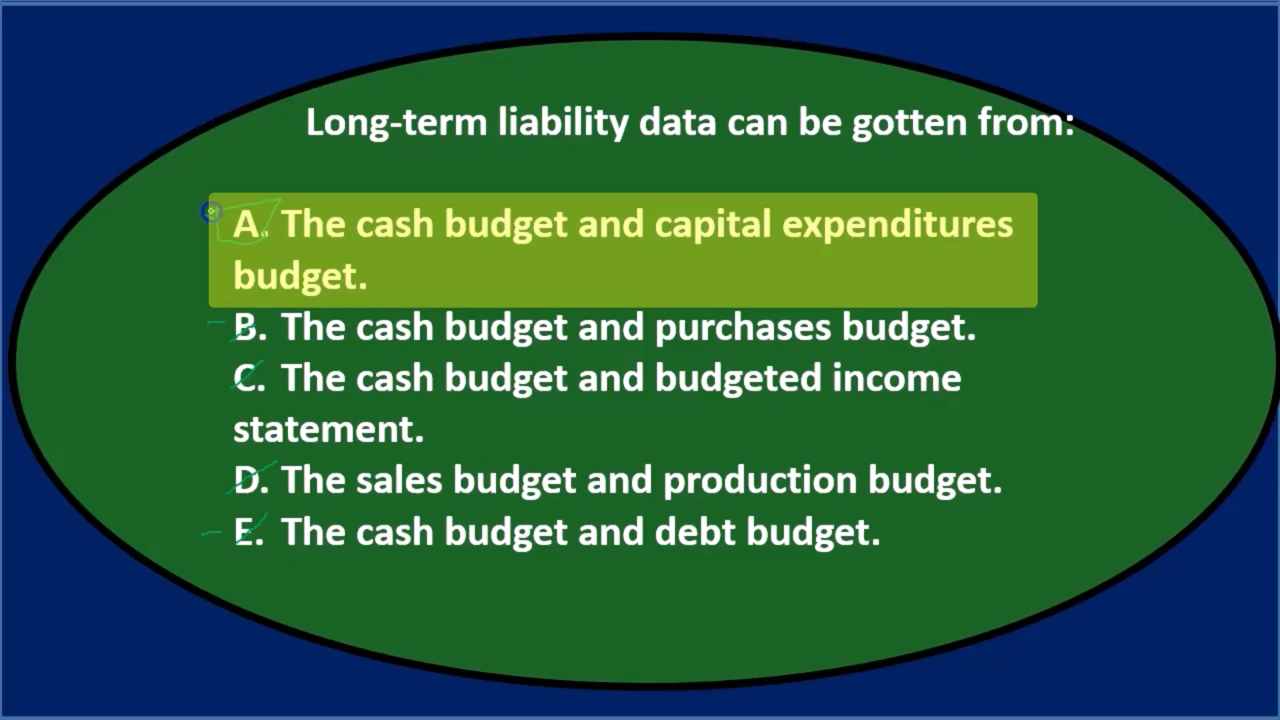 Long-term liability data can be gotten from:
A. The cash budget and capital expenditures
budget.
B. The cash budget and purchases budget.
C. The cash budget and budgeted income
statement.
D. The sales budget and production budget.
E. The cash budget and debt budget.